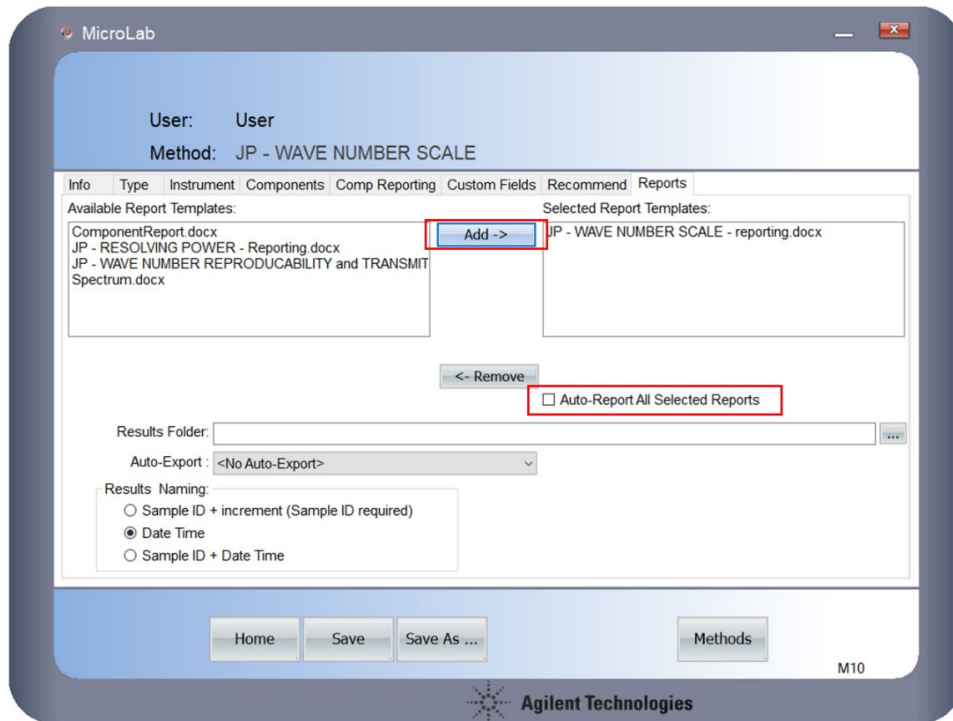 MicroLab
User: User
Method: JP - WAVE NUMBER SCALE
Info Type Instrument Components Comp Reporting Custom Fields Recommend Reports
Available Report Templates: Selected Report Templates:
ComponentReport.docx Add -> JP - WAVE NUMBER SCALE - reporting.docx
JP - RESOLVING POWER - Reporting.docx
JP - WAVE NUMBER REPRODUCABILITY and TRANSMIT
Spectrum.docx
<- Remove
Auto-Report All Selected Reports
Results Folder: ...
Auto-Export : <No Auto-Export>
Results Naming:
Sample ID + increment (Sample ID required)
Date Time
Sample ID + Date Time
Home Save Save As ... Methods
M10
Agilent Technologies